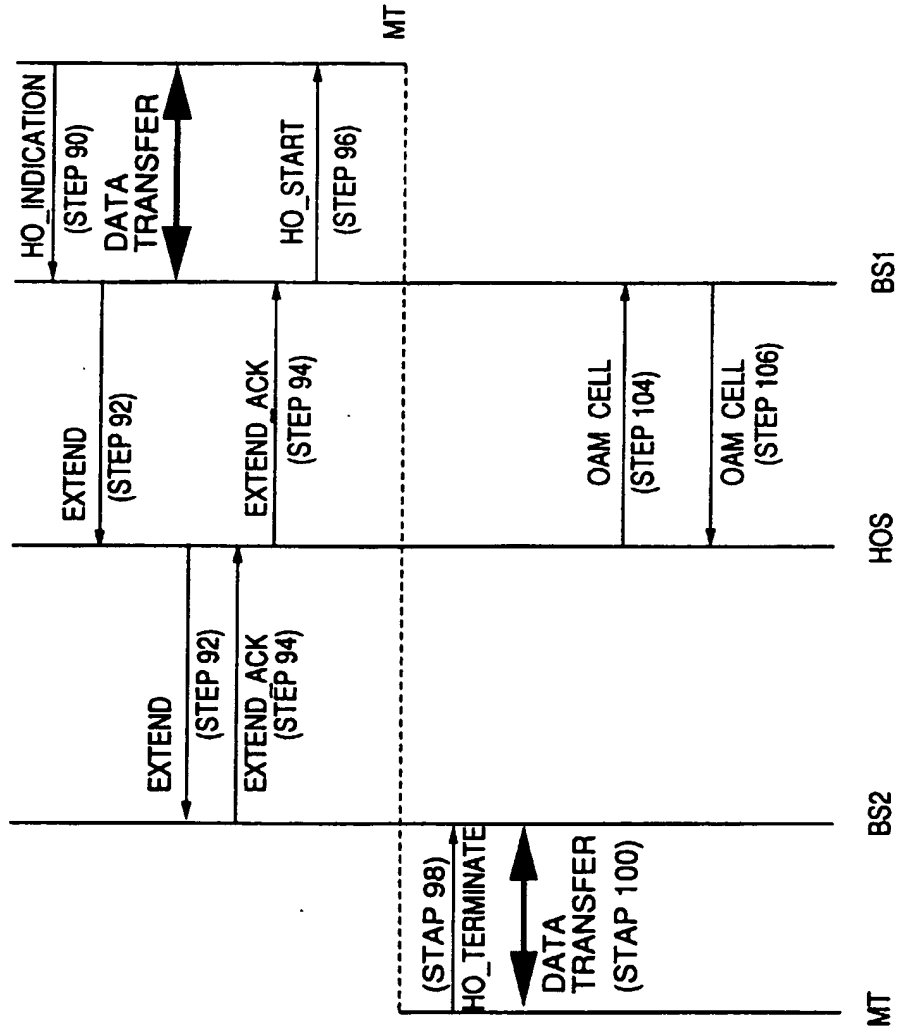 MT
HO_INDICATION
(STEP 90)
DATA
TRANSFER
HO_START
(STEP 96)
EXTEND
(STEP 92)
EXTEND_ACK
(STEP 94)
OAM CELL
(STEP 104)
OAM CELL
(STEP 106)
BS1
EXTEND
(STEP 92)
EXTEND_ACK
(STEP 94)
HOS
(STAP 98)
HO_TERMINATE
DATA
TRANSFER
(STAP 100)
BS2
MT